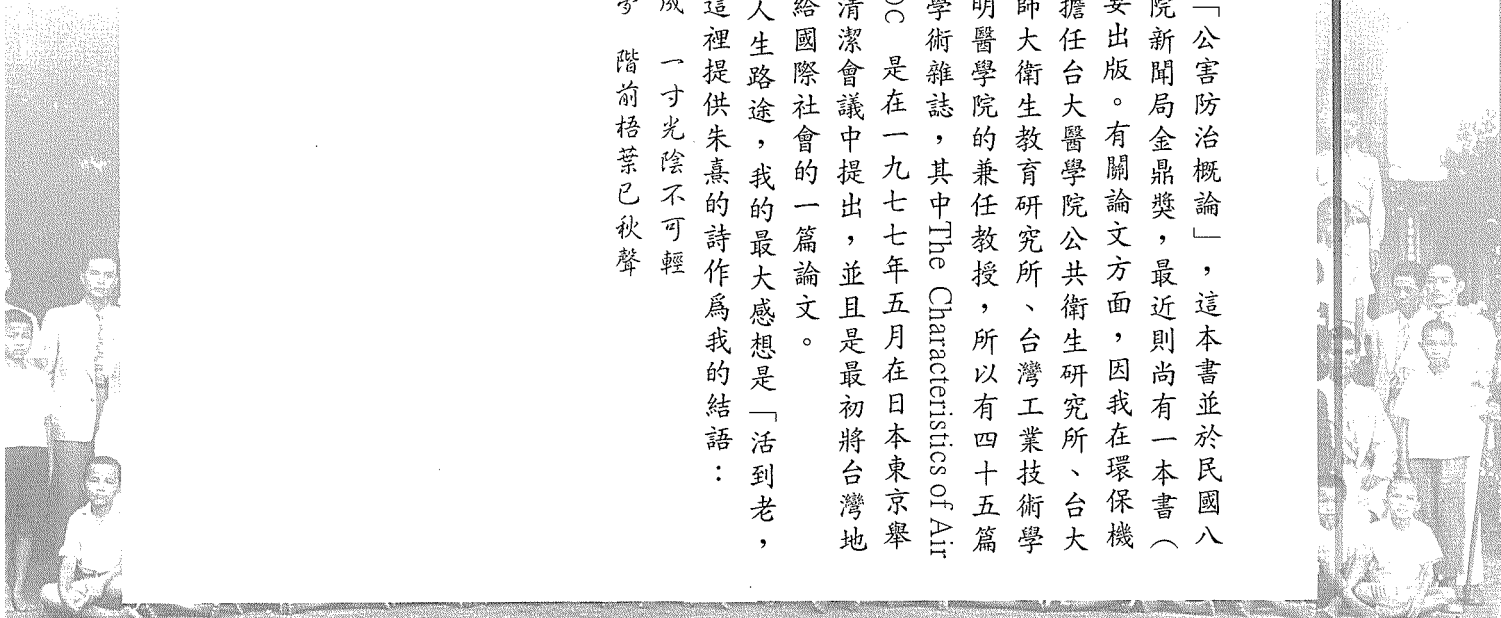 「公害防治概論」，這本書並於民國八
院新聞局金鼎獎，最近則尚有一本書（
妥出版。有關論文方面，因我在環保機
擔任台大醫學院公共衛生研究所、台大
師大衛生教育研究所、台灣工業技術學
明醫學院的兼任教授，所以有四十五篇
學術雜誌，其中The Characteristics of Air
OC 是在一九七七年五月在日本東京舉
清潔會議中提出，並且是最初將台灣地
給國際社會的一篇論文。
人生路途，我的最大感想是「活到老，
這裡提供朱熹的詩作爲我的結語：
成 一寸光陰不可輕
夢 階前梧葉已秋聲